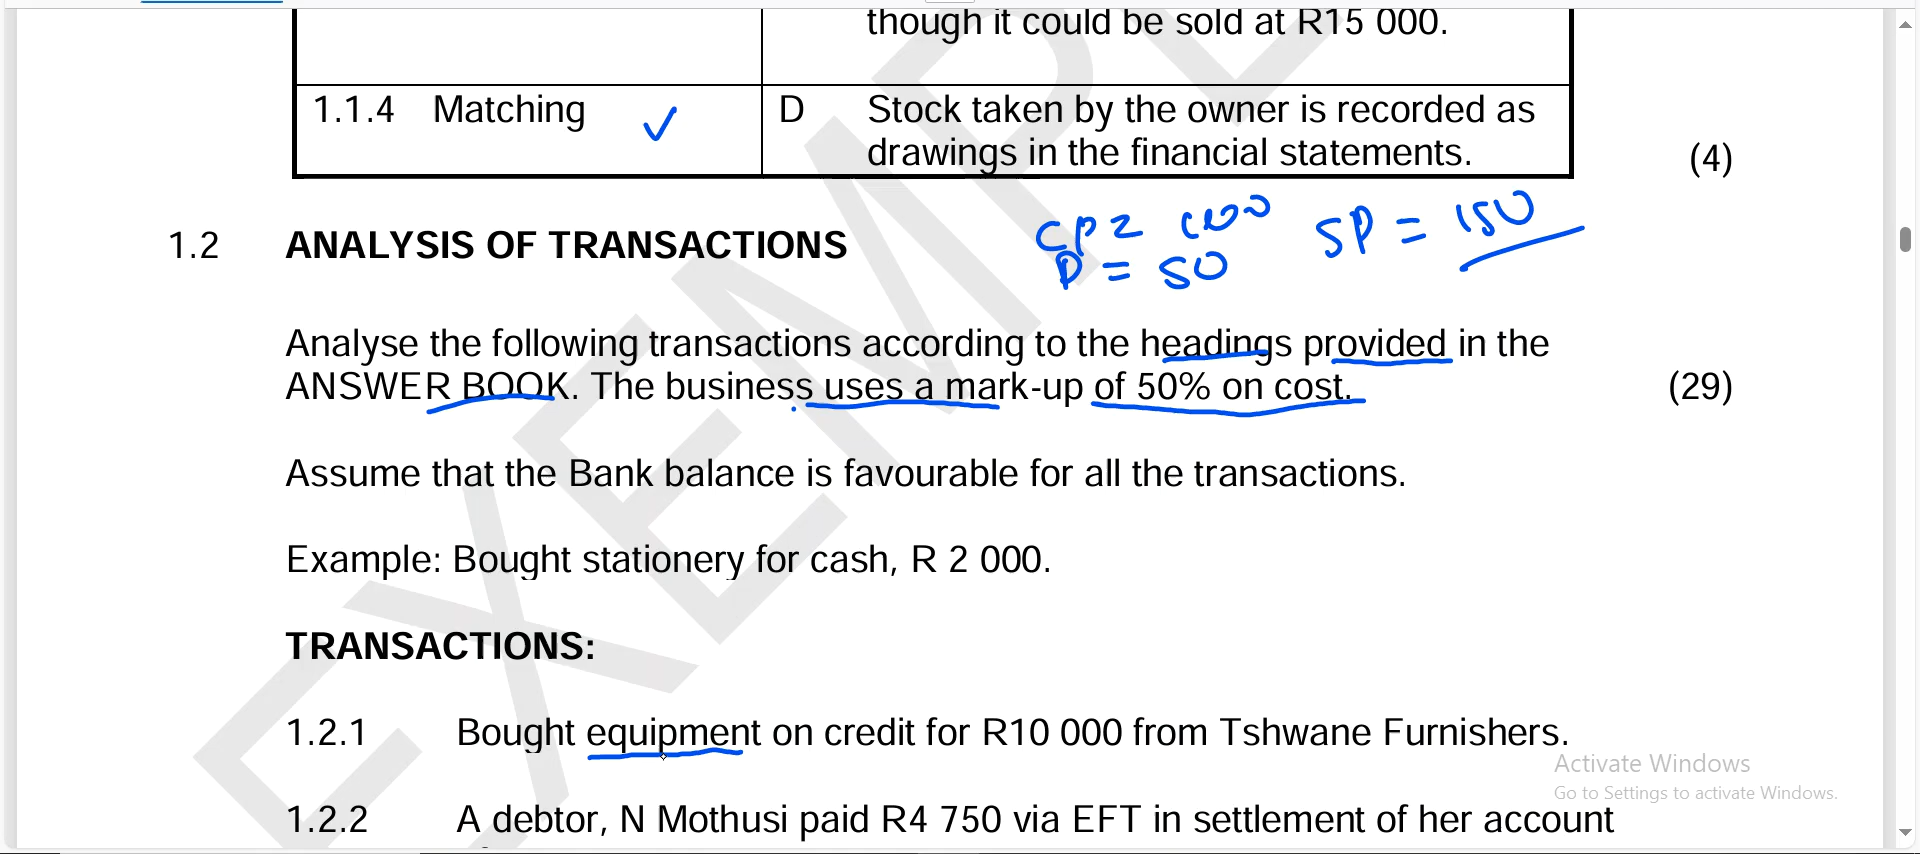 though it could be sold at R15 000.
1.1.4 Matching ✓ D Stock taken by the owner is recorded as
drawings in the financial statements.
(4)
CP = 100 SP = 150
P = 50
1.2 ANALYSIS OF TRANSACTIONS
Analyse the following transactions according to the headings provided in the
ANSWER BOOK. The business uses a mark-up of 50% on cost. (29)
Assume that the Bank balance is favourable for all the transactions.
Example: Bought stationery for cash, R 2 000.
TRANSACTIONS:
1.2.1 Bought equipment on credit for R10 000 from Tshwane Furnishers.
Activate Windows
Go to Settings to activate Windows.
1.2.2 A debtor, N Mothusi paid R4 750 via EFT in settlement of her account